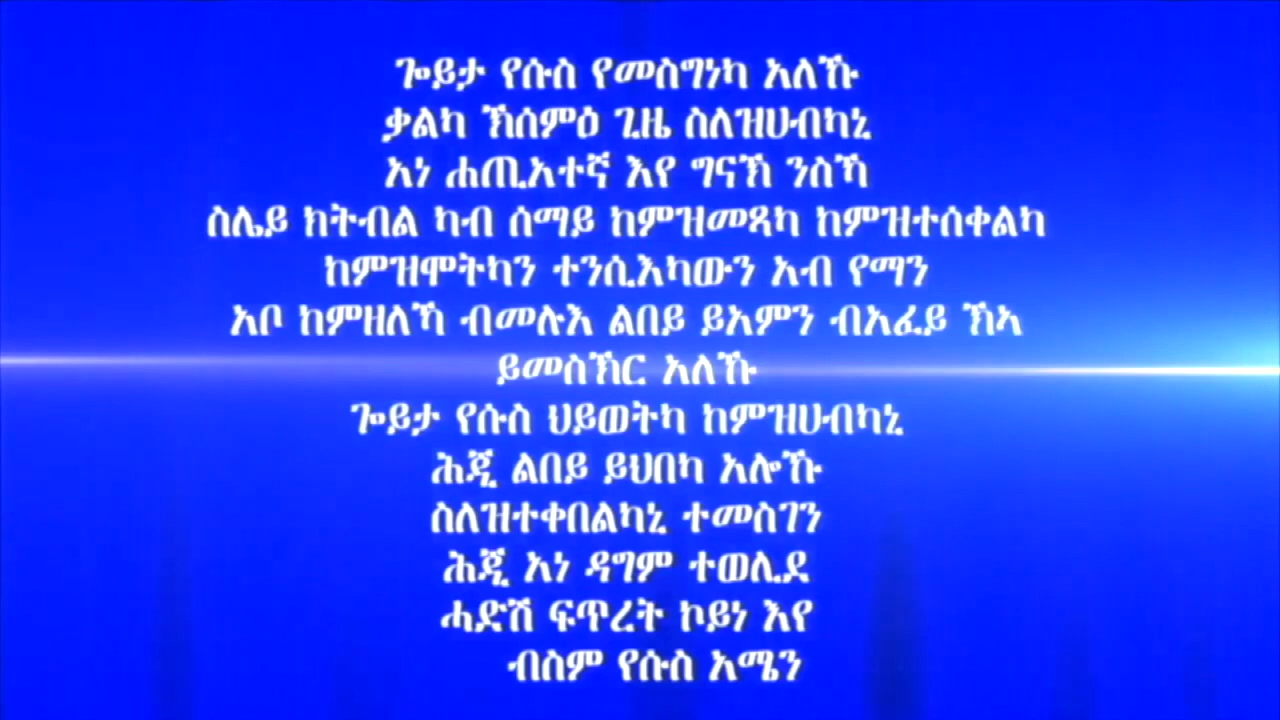 ጐይታ የሱስ የመስግነካ አለኹ
ቃልካ ኽሰምዕ ጊዜ ስለዝሀብካኒ
አነ ሐጢአተኛ እየ ግናኽ ንስኻ
ስሌይ ክትብል ካብ ሰማይ ከምዝመጻካ ከምዝተሰቀልካ
ከምዝሞትካን ተንሲእካውን አብ የማን
አቦ ከምዘለኻ ብመሉእ ልበይ ይአምን ብአፈይ ኽኣ
ይመስኽር አለኹ
ጐይታ የሱስ ህይወትካ ከምዝሀብካኒ
ሕጂ ልበይ ይህበካ አሎኹ
ስለዝተቀበልካኒ ተመስገን
ሕጂ አነ ዳግም ተወሊደ
ሓድሽ ፍጥረት ኮይነ እየ
ብስም የሱስ አሜን